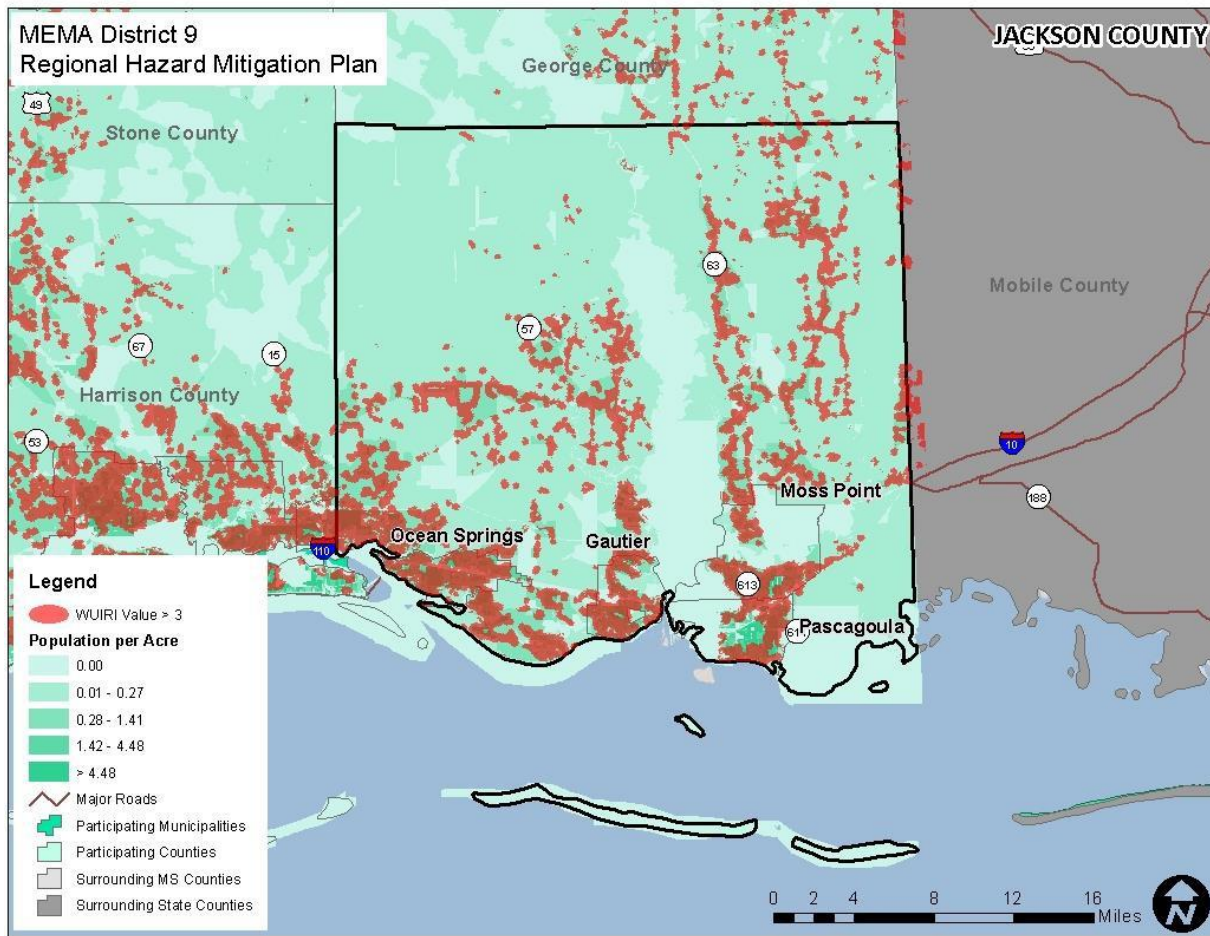 MEMA District 9
Regional Hazard Mitigation Plan
JACKSON COUNTY
George County
49
Stone County
63
Mobile County
57
67
15
Harrison County
53
10
188
Moss Point
Ocean Springs
Gautier
110
613
Pascagoula
Legend
WUIRI Value > 3
Population per Acre
0.00
0.01 - 0.27
0.28 - 1.41
1.42 - 4.48
> 4.48
Major Roads
Participating Municipalities
Participating Counties
Surrounding MS Counties
Surrounding State Counties
0 2 4 8 12 16
Miles
N